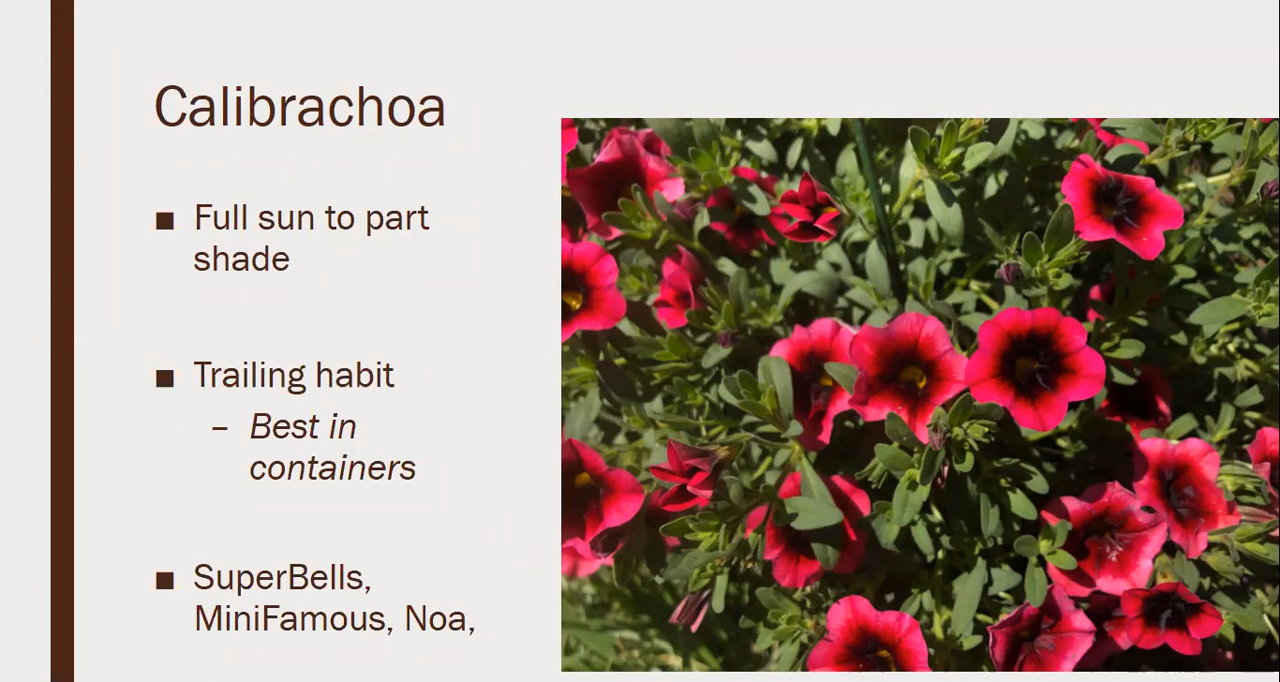 Calibrachoa
■ Full sun to part
shade
■ Trailing habit
– Best in
containers
■ SuperBells,
MiniFamous, Noa,